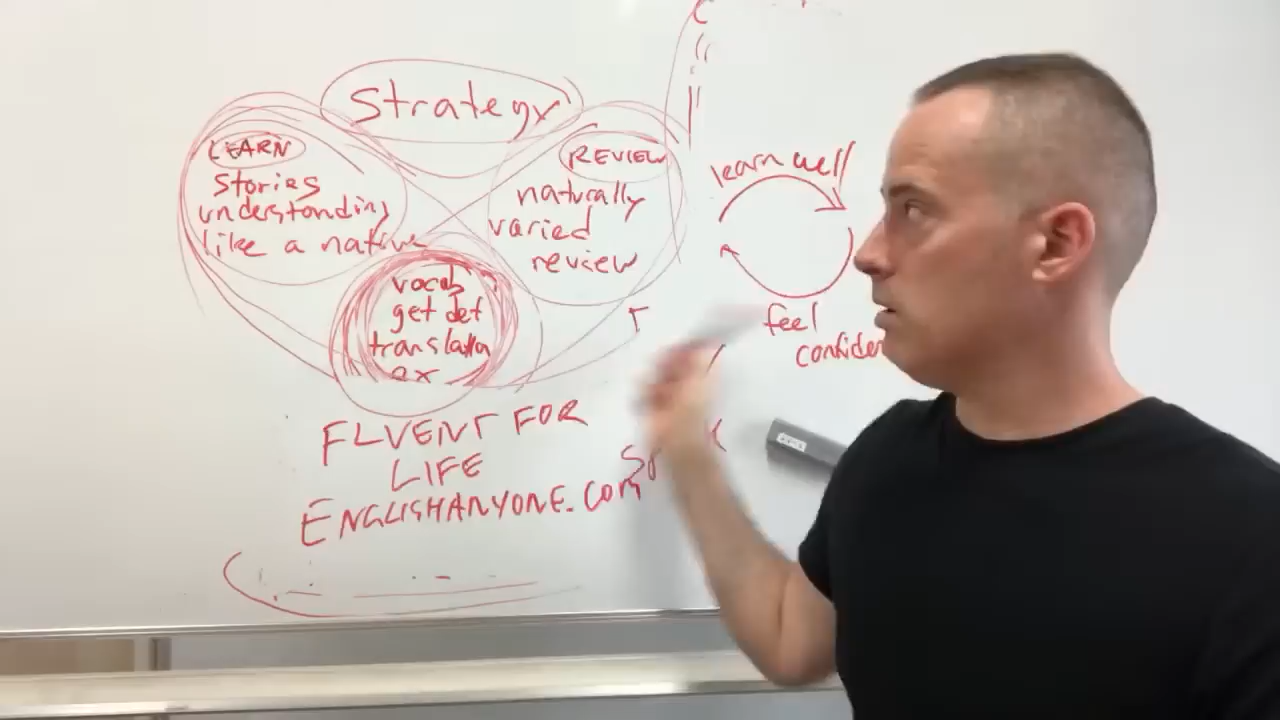 Strategy
LEARN
stories
understanding
like a native
REVIEW
naturally
varied
review
vocab
get def
translation
ex
learn well
feel
confiden
FLUENT FOR
LIFE
ENGLISHANYONE.COM